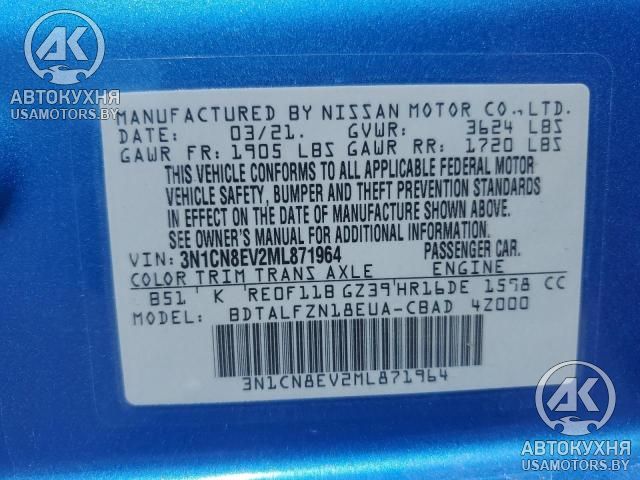 АК
АВТОКУХНЯ
USAMOTORS.BY
MANUFACTURED BY NISSAN MOTOR CO.,LTD.
DATE: 03/21. GVWR: 3624 LBS
GAWR FR: 1905 LBS GAWR RR: 1720 LBS
THIS VEHICLE CONFORMS TO ALL APPLICABLE FEDERAL MOTOR
VEHICLE SAFETY, BUMPER AND THEFT PREVENTION STANDARDS
IN EFFECT ON THE DATE OF MANUFACTURE SHOWN ABOVE.
SEE OWNER'S MANUAL FOR ADDITIONAL INFORMATION.
VIN: 3N1CN8EV2ML871964 PASSENGER CAR.
COLOR TRIM TRANS AXLE ENGINE
B51 K RE0F11B GZ39 HR16DE 1598 CC
MODEL: BDTALFZN18EUA-CBAD 4Z000
3N1CN8EV2ML871964
АК
АВТОКУХНЯ
USAMOTORS.BY